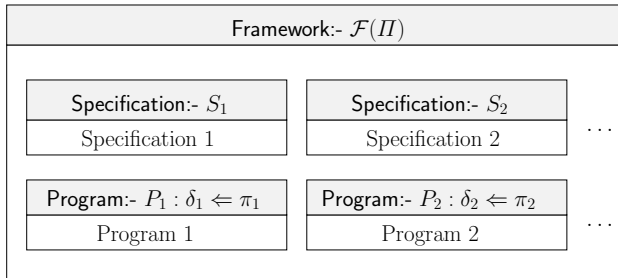 Framework:- 𝓕(Π)
Specification:- S₁
Specification:- S₂
Specification 1
Specification 2
...
Program:- P₁ : δ₁ ⇐ π₁
Program:- P₂ : δ₂ ⇐ π₂
Program 1
Program 2
...